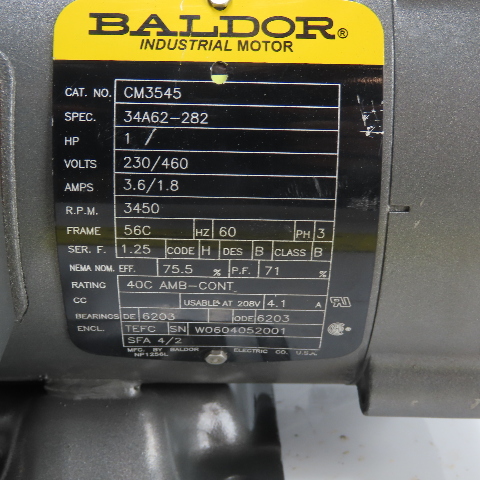 BALDOR®
INDUSTRIAL MOTOR
CAT. NO. CM3545
SPEC. 34A62-282
HP 1
VOLTS 230/460
AMPS 3.6/1.8
R.P.M. 3450
FRAME 56C HZ 60 PH 3
SER. F. 1.25 CODE H DES B CLASS B
NEMA NOM. EFF. 75.5 % P.F. 71 %
RATING 40C AMB-CONT
CC USABLE AT 208V 4.1 A
BEARINGS DE 6203 ODE 6203
ENCL. TEFC SN W0604052001
SFA 4/2
MFG. BY BALDOR ELECTRIC CO. U.S.A.
NP1256L